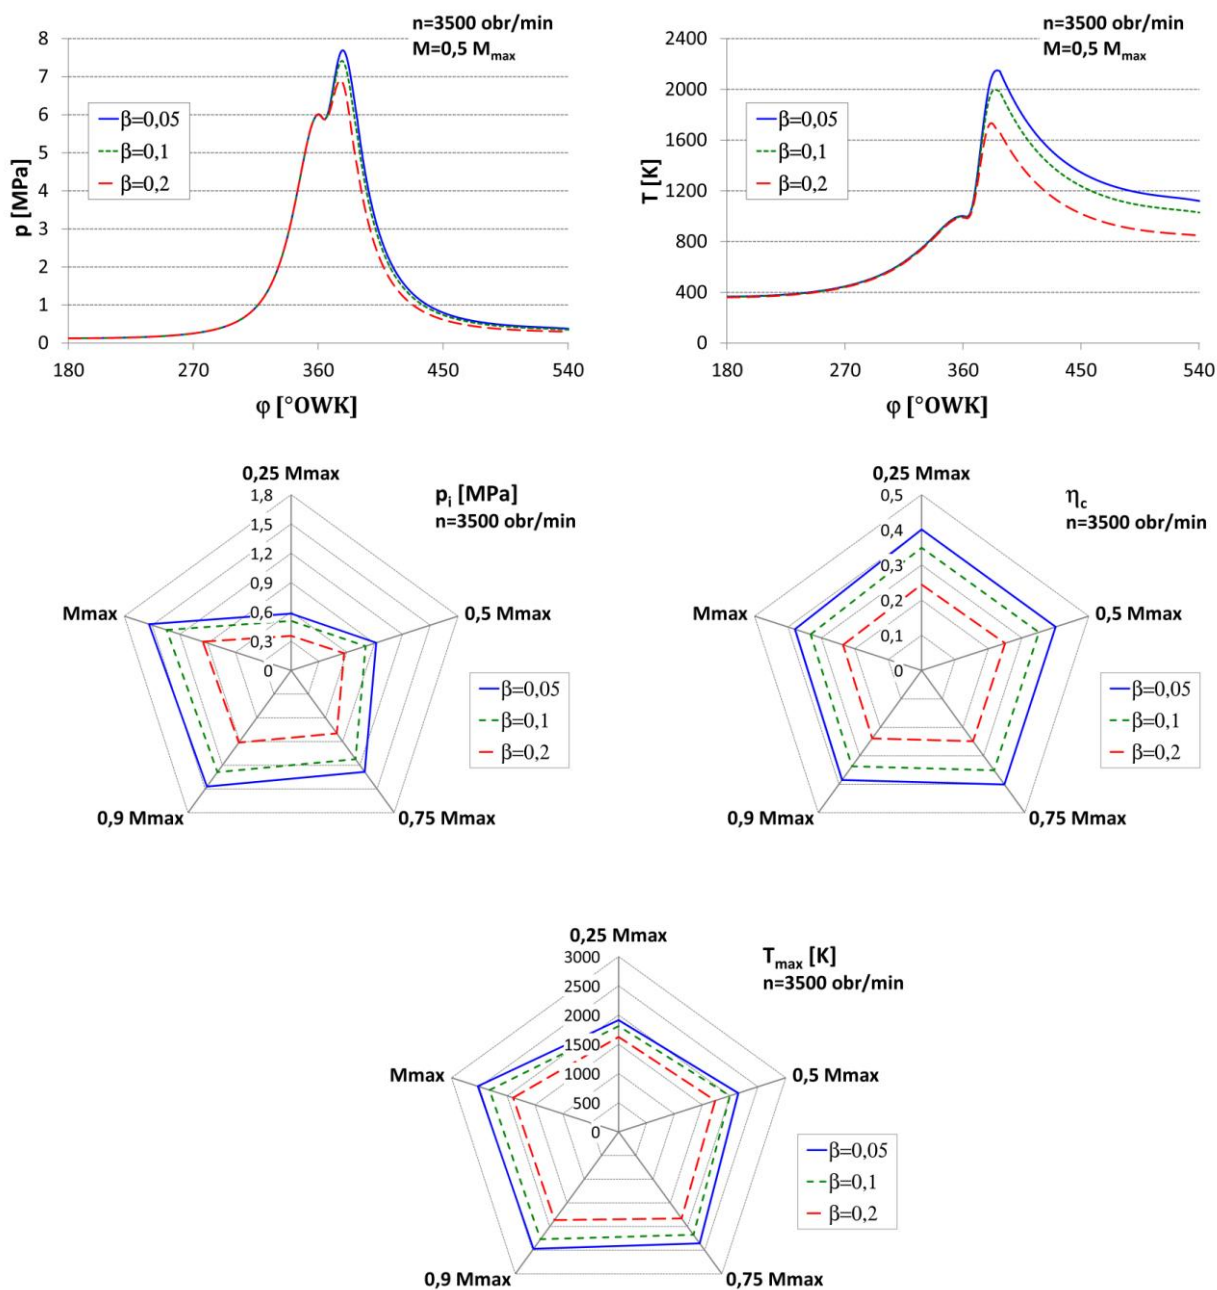 n=3500 obr/min
M=0,5 Mmax
8
7
6
5
4
3
2
1
0
p [MPa]
β=0,05
β=0,1
β=0,2
180 270 360 450 540
φ [°OWK]
n=3500 obr/min
M=0,5 Mmax
2400
2000
1600
1200
800
400
0
T [K]
β=0,05
β=0,1
β=0,2
180 270 360 450 540
φ [°OWK]
0,25 Mmax
pi [MPa]
n=3500 obr/min
1,8
1,5
1,2
0,9
0,6
0,3
0
Mmax
0,5 Mmax
0,9 Mmax
0,75 Mmax
β=0,05
β=0,1
β=0,2
0,25 Mmax
ηc
n=3500 obr/min
0,5
0,4
0,3
0,2
0,1
0
Mmax
0,5 Mmax
0,9 Mmax
0,75 Mmax
β=0,05
β=0,1
β=0,2
0,25 Mmax
Tmax [K]
n=3500 obr/min
3000
2500
2000
1500
1000
500
0
Mmax
0,5 Mmax
0,9 Mmax
0,75 Mmax
β=0,05
β=0,1
β=0,2